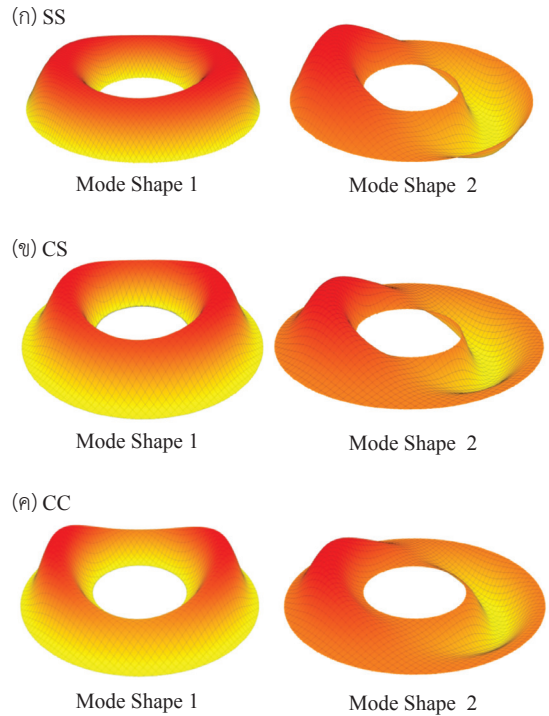 (ก) SS
Mode Shape 1
Mode Shape 2
(ข) CS
Mode Shape 1
Mode Shape 2
(ค) CC
Mode Shape 1
Mode Shape 2